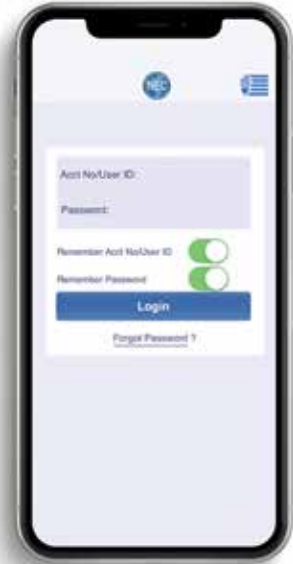 NEC
Acct No/User ID:
Password:
Remember Acct No/User ID
Remember Password
Login
Forgot Password ?